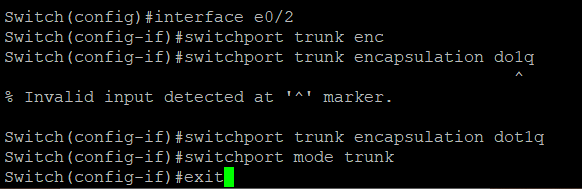 Switch(config)#interface e0/2
Switch(config-if)#switchport trunk enc
Switch(config-if)#switchport trunk encapsulation do1q
^
% Invalid input detected at '^' marker.
Switch(config-if)#switchport trunk encapsulation dot1q
Switch(config-if)#switchport mode trunk
Switch(config-if)#exit